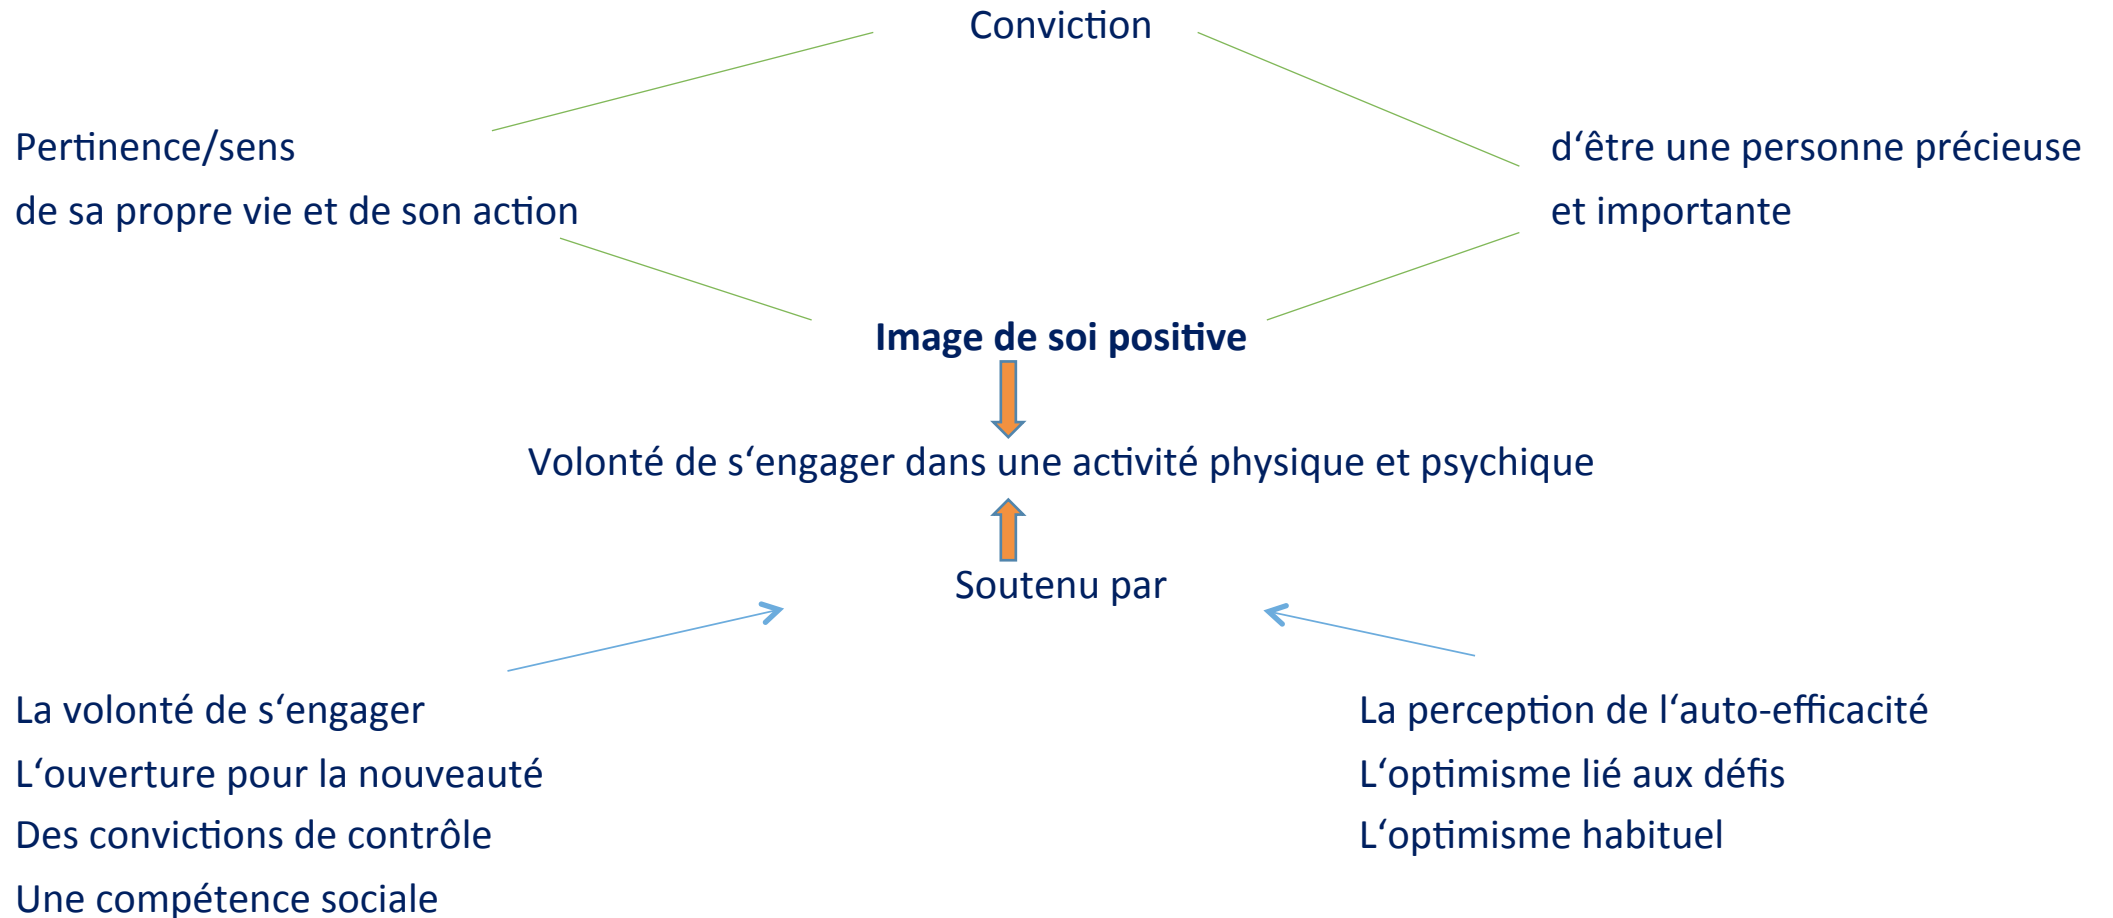 Conviction
Pertinence/sens
de sa propre vie et de son action
d‘être une personne précieuse
et importante
Image de soi positive
Volonté de s‘engager dans une activité physique et psychique
Soutenu par
La volonté de s‘engager
L‘ouverture pour la nouveauté
Des convictions de contrôle
Une compétence sociale
La perception de l‘auto-efficacité
L‘optimisme lié aux défis
L‘optimisme habituel